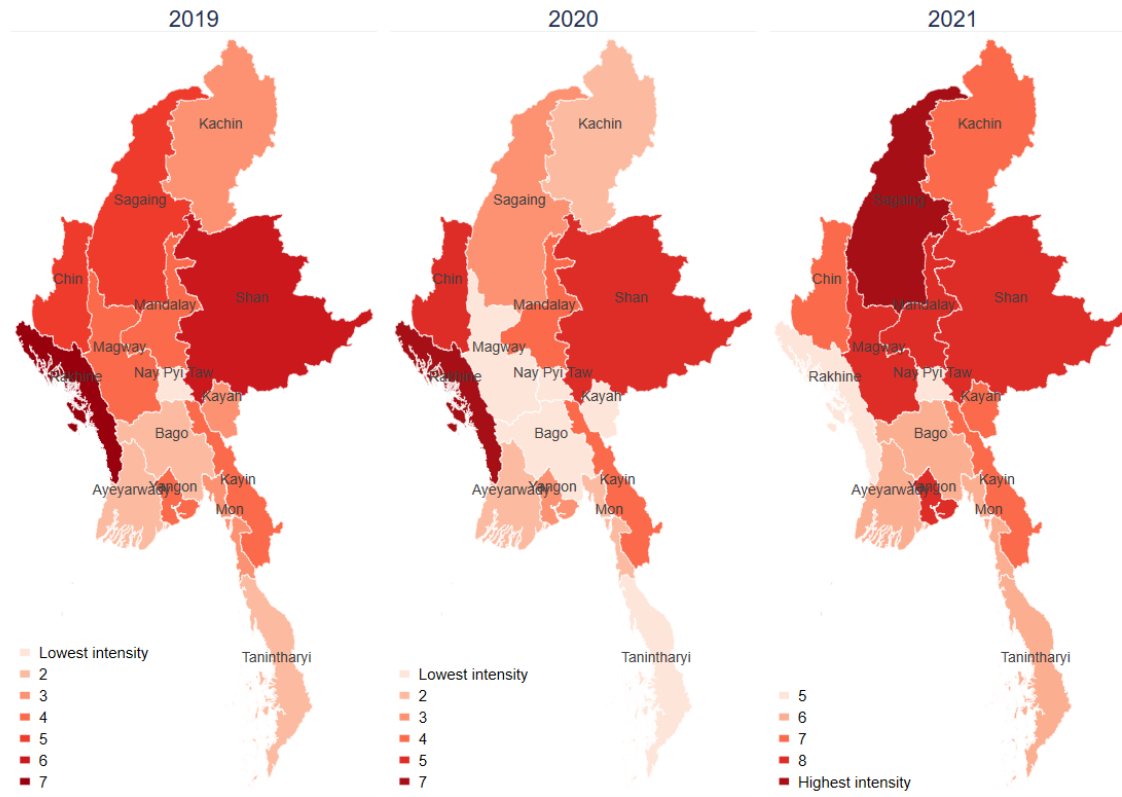 2019
Kachin
Sagaing
Chin
Mandalay
Shan
Magway
Rakhine
Nay Pyi Taw
Kayah
Bago
Kayin
Ayeyarwady
Yangon
Mon
Tanintharyi
Lowest intensity
2
3
4
5
6
7
2020
Kachin
Sagaing
Chin
Mandalay
Shan
Magway
Rakhine
Nay Pyi Taw
Kayah
Bago
Kayin
Ayeyarwady
Yangon
Mon
Tanintharyi
Lowest intensity
2
3
4
5
7
2021
Kachin
Sagaing
Chin
Mandalay
Shan
Magway
Rakhine
Nay Pyi Taw
Kayah
Bago
Kayin
Ayeyarwady
Yangon
Mon
Tanintharyi
5
6
7
8
Highest intensity